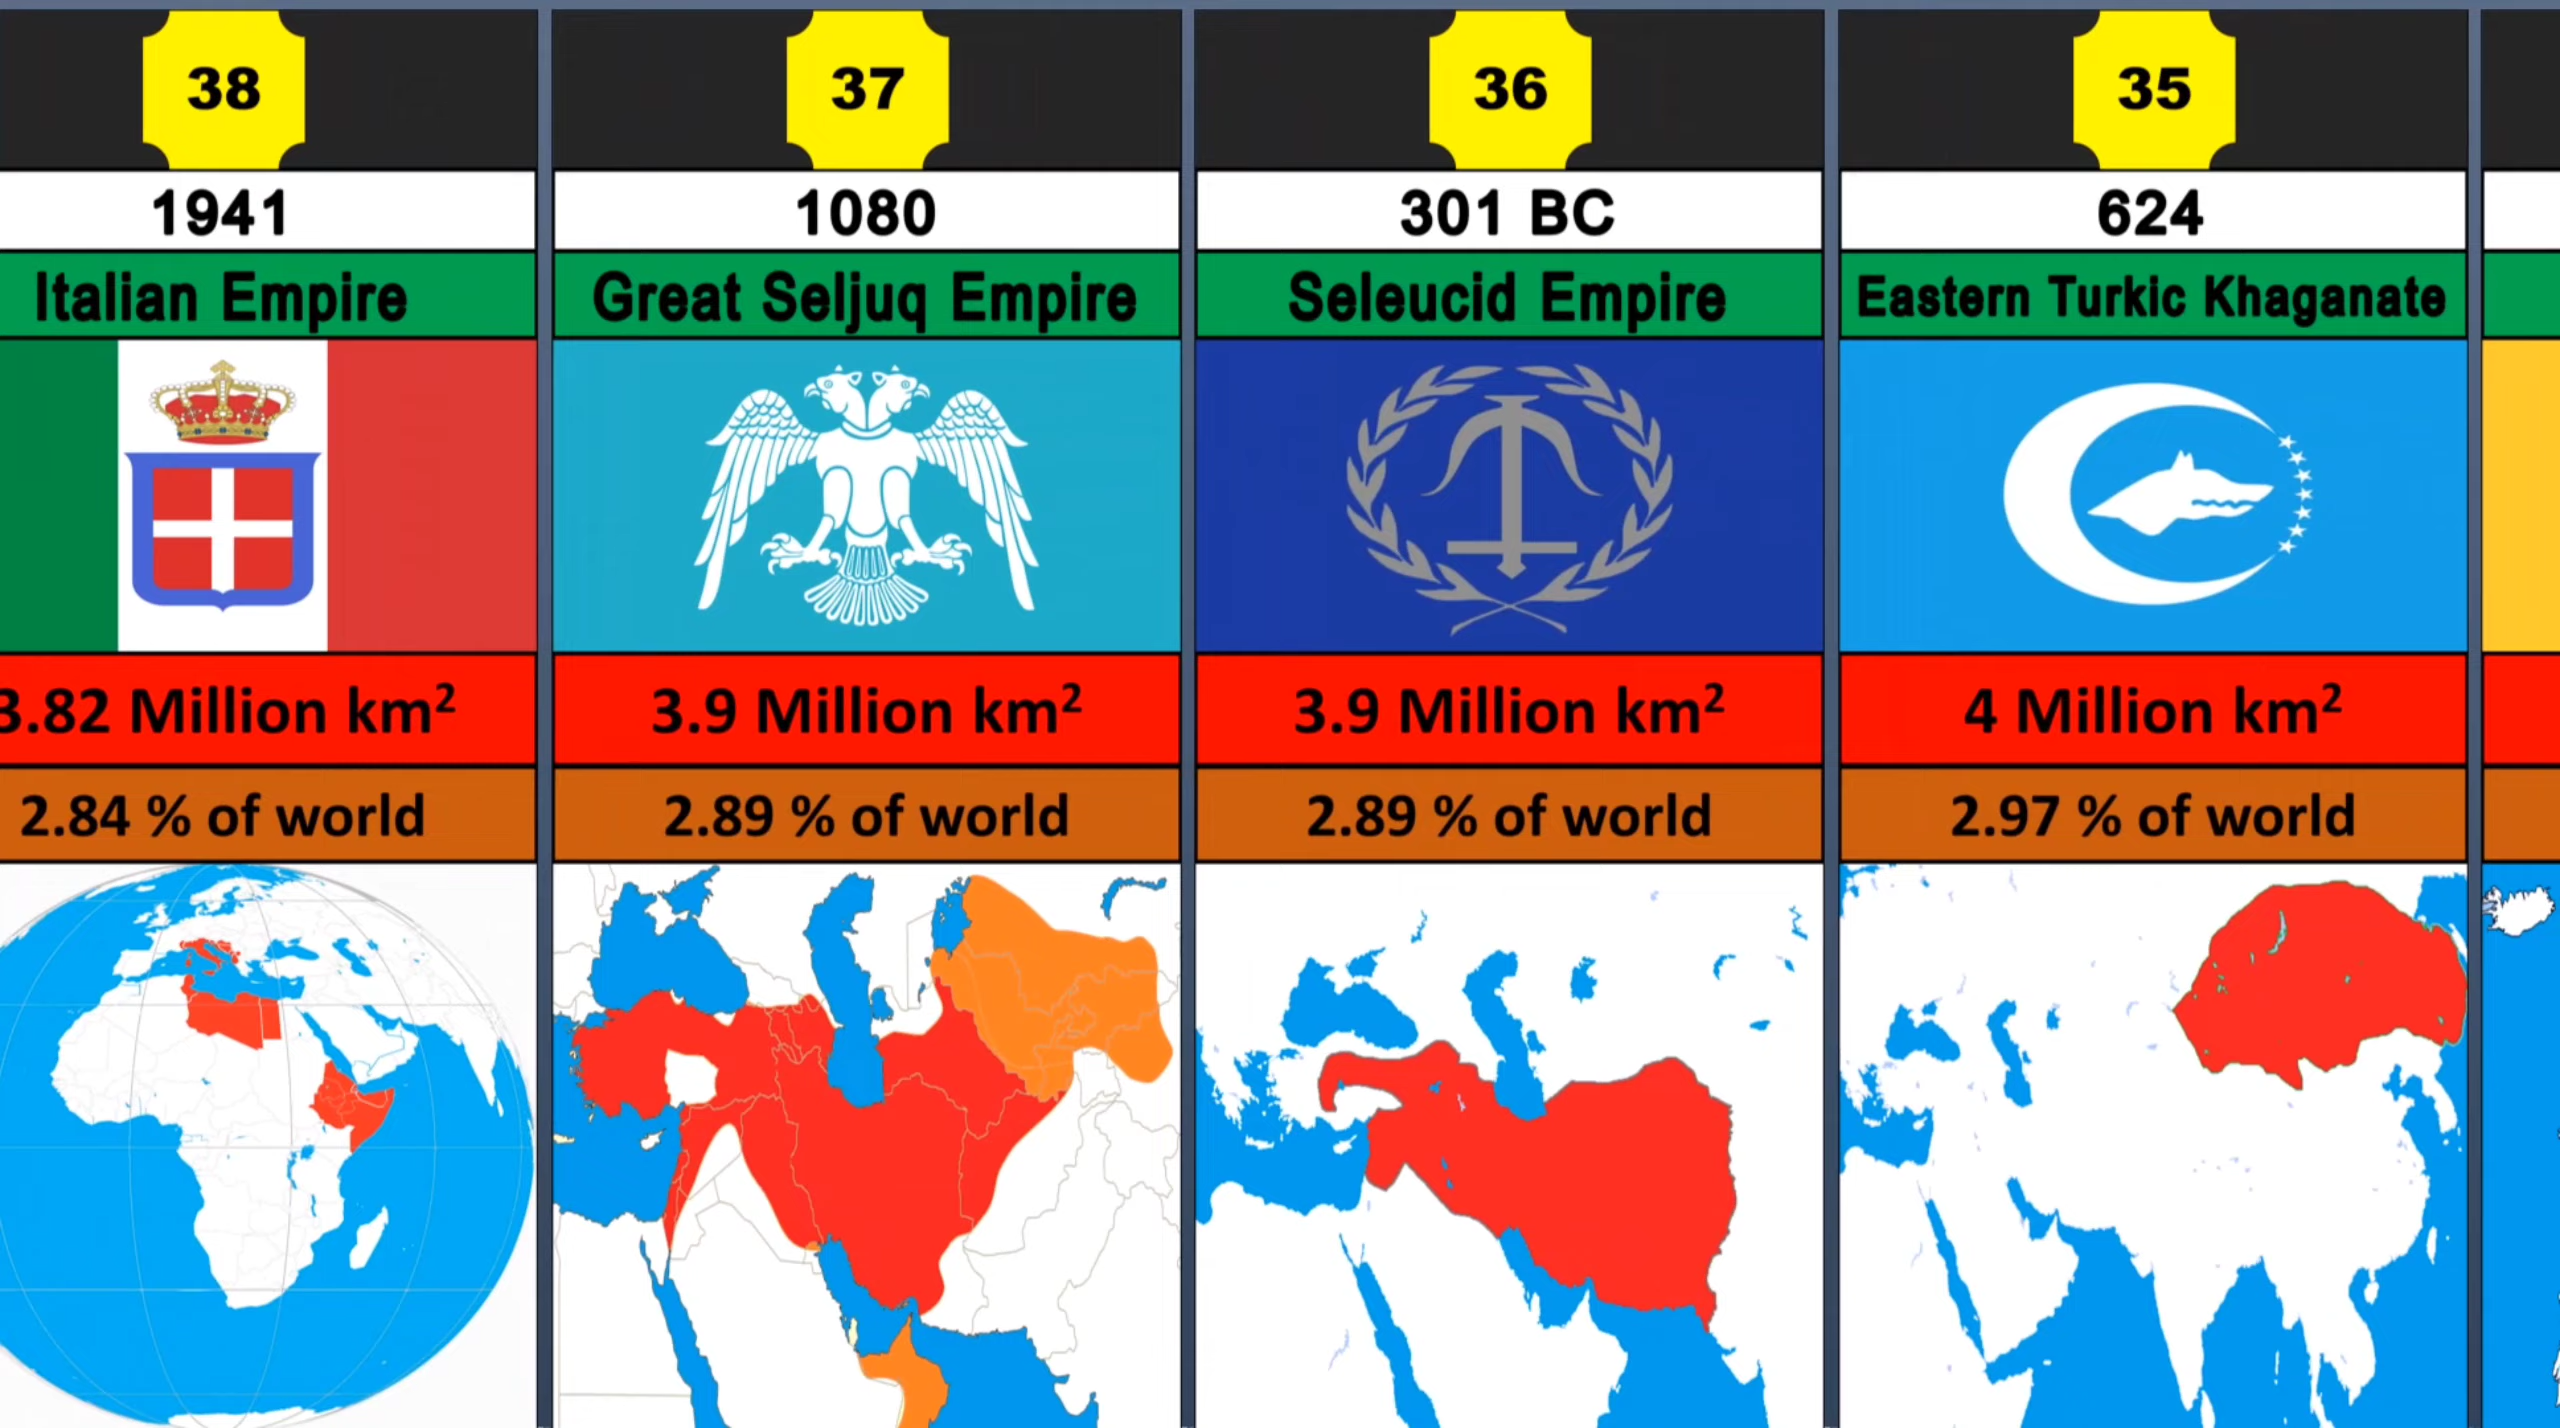 38
1941
Italian Empire
3.82 Million km²
2.84 % of world
37
1080
Great Seljuq Empire
3.9 Million km²
2.89 % of world
36
301 BC
Seleucid Empire
3.9 Million km²
2.89 % of world
35
624
Eastern Turkic Khaganate
4 Million km²
2.97 % of world